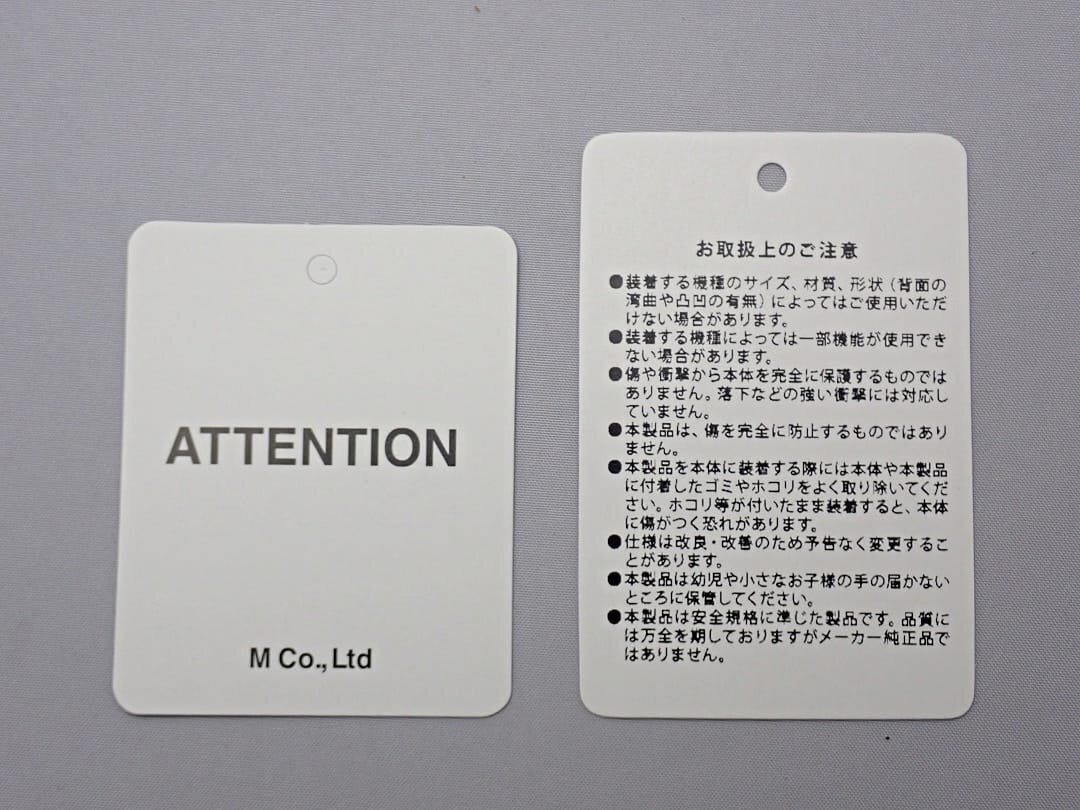 ATTENTION
M Co., Ltd
お取扱上のご注意
●装着する機種のサイズ、材質、形状（背面の
湾曲や凸凹の有無）によってはご使用いただ
けない場合があります。
●装着する機種によっては一部機能が使用でき
ない場合があります。
●傷や衝撃から本体を完全に保護するものでは
ありません。落下などの強い衝撃には対応し
ていません。
●本製品は、傷を完全に防止するものではあり
ません。
●本製品を本体に装着する際には本体や本製品
に付着したゴミやホコリをよく取り除いてくだ
さい。ホコリ等が付いたまま装着すると、本体
に傷がつく恐れがあります。
●仕様は改良・改善のため予告なく変更するこ
とがあります。
●本製品は幼児や小さなお子様の手の届かない
ところに保管してください。
●本製品は安全規格に準じた製品です。品質に
は万全を期しておりますがメーカー純正品で
はありません。